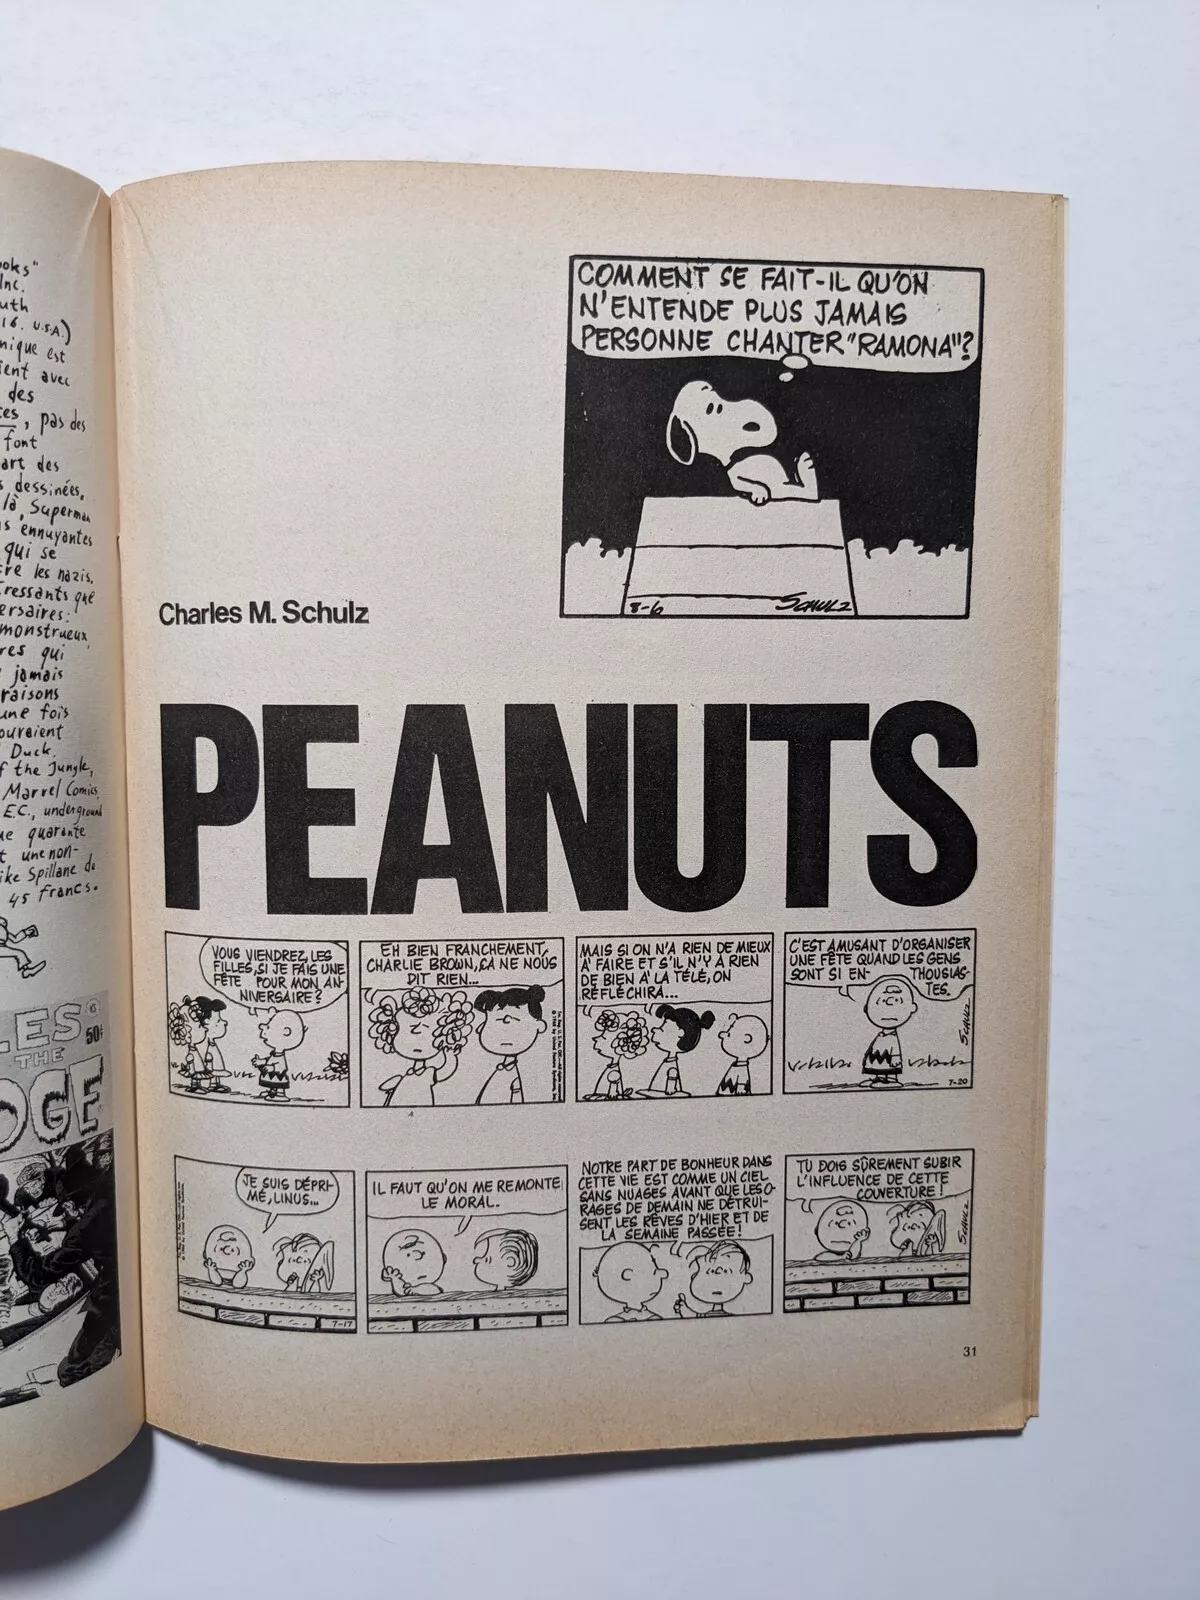 ooks"
Inc.
uth
16. U.S.A.)
nique est
ient avec
des
tes, pas des
font
art des
s dessinées.
là, Superman
s ennuyantes
qui se
re les nazis.
ressants que
ersaires:
monstrueux
res qui
jamais
raisons
une fois
ouraient
Duck.
f the Jungle,
Marvel Comics
E.C., underground
ue quarante
t une non-
ike Spillane de
45 francs.
LES
50¢
THE
OGE
COMMENT SE FAIT-IL QU'ON
N'ENTENDE PLUS JAMAIS
PERSONNE CHANTER "RAMONA"?
8-6
SCHULZ
Charles M. Schulz
PEANUTS
VOUS VIENDREZ, LES
FILLES, SI JE FAIS UNE
FÊTE POUR MON AN-
NIVERSAIRE?
EH BIEN FRANCHEMENT,
CHARLIE BROWN, ÇA NE NOUS
DIT RIEN...
MAIS SI ON N'A RIEN DE MIEUX
À FAIRE ET S'IL N'Y A RIEN
DE BIEN À LA TÉLÉ, ON
RÉFLÉCHIRA...
C'EST AMUSANT D'ORGANISER
UNE FÊTE QUAND LES GENS
SONT SI EN-THOUSIAS-
TES.
SCHULZ
7-20
JE SUIS DÉPRI-
MÉ, LINUS...
7-17
IL FAUT QU'ON ME REMONTE
LE MORAL.
NOTRE PART DE BONHEUR DANS
CETTE VIE EST COMME UN CIEL
SANS NUAGES AVANT QUE LES O-
RAGES DE DEMAIN NE DÉTRUI-
SENT LES RÊVES D'HIER ET DE
LA SEMAINE PASSÉE!
TU DOIS SÛREMENT SUBIR
L'INFLUENCE DE CETTE
COUVERTURE!
SCHULZ
31